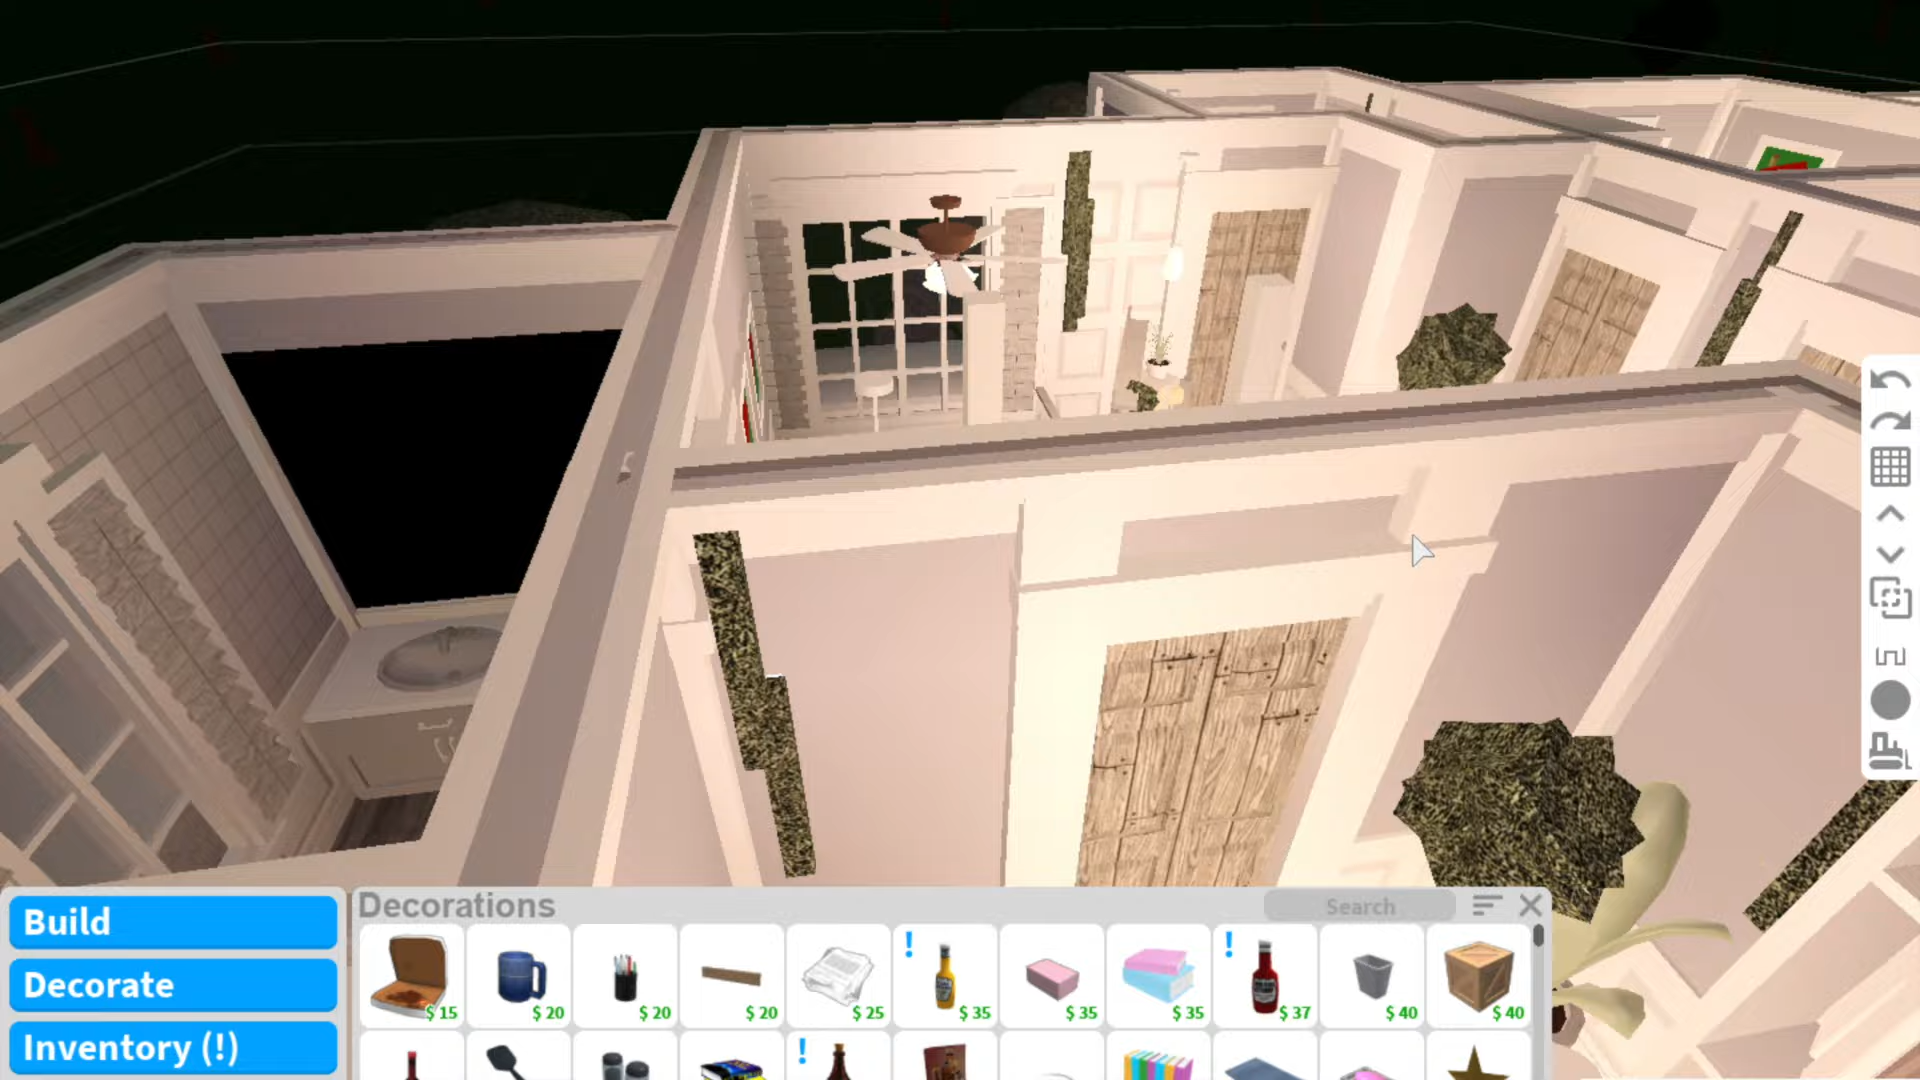 Build
Decorate
Inventory (!)
Decorations
Search
! !
$ 15 $ 20 $ 20 $ 20 $ 25 $ 35 $ 35 $ 35 $ 37 $ 40 $ 40
!